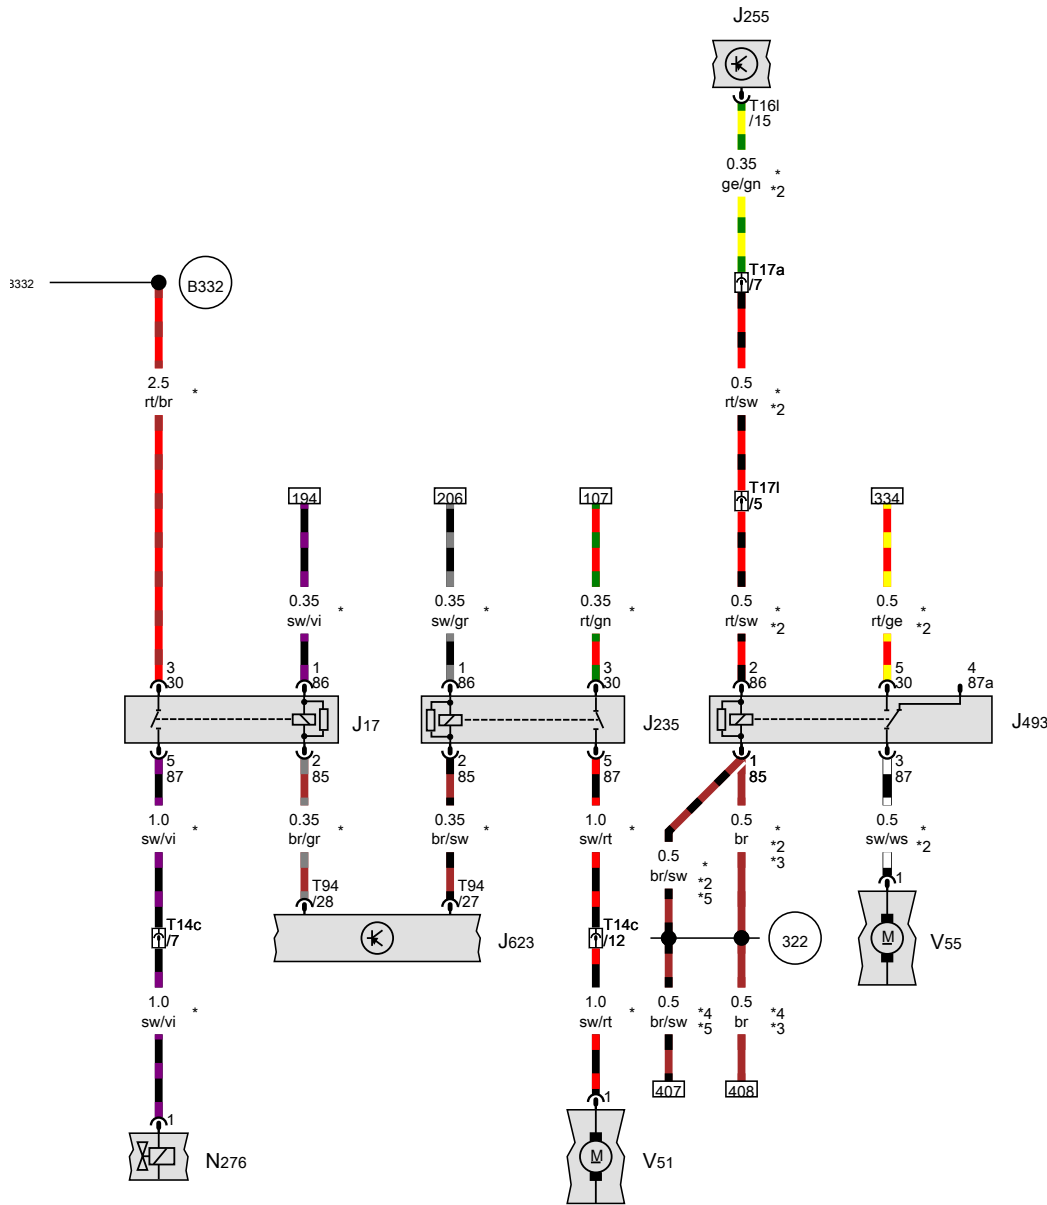 J255
T16l
/15
0.35
ge/gn
*
*2
T17a
/7
B332
0.5
rt/sw
*
*2
2.5
rt/br
*
T17l
/5
194
206
107
334
0.35
sw/vi
*
0.35
sw/gr
*
0.35
rt/gn
*
0.5
rt/sw
*
*2
0.5
rt/ge
*
*2
3
30
1
86
1
86
3
30
2
86
5
30
4
87a
J17
J235
J493
5
87
2
85
2
85
5
87
1
85
3
87
1.0
sw/vi
*
0.35
br/gr
*
0.35
br/sw
*
1.0
sw/rt
*
0.5
br/sw
*
*2
*5
0.5
br
*
*2
*3
0.5
sw/ws
*
*2
T94
/28
T94
/27
1
T14c
/7
J623
T14c
/12
322
M
V55
1.0
sw/vi
*
1.0
sw/rt
*
0.5
br/sw
*4
*5
0.5
br
*4
*3
407
408
1
1
N276
M
V51